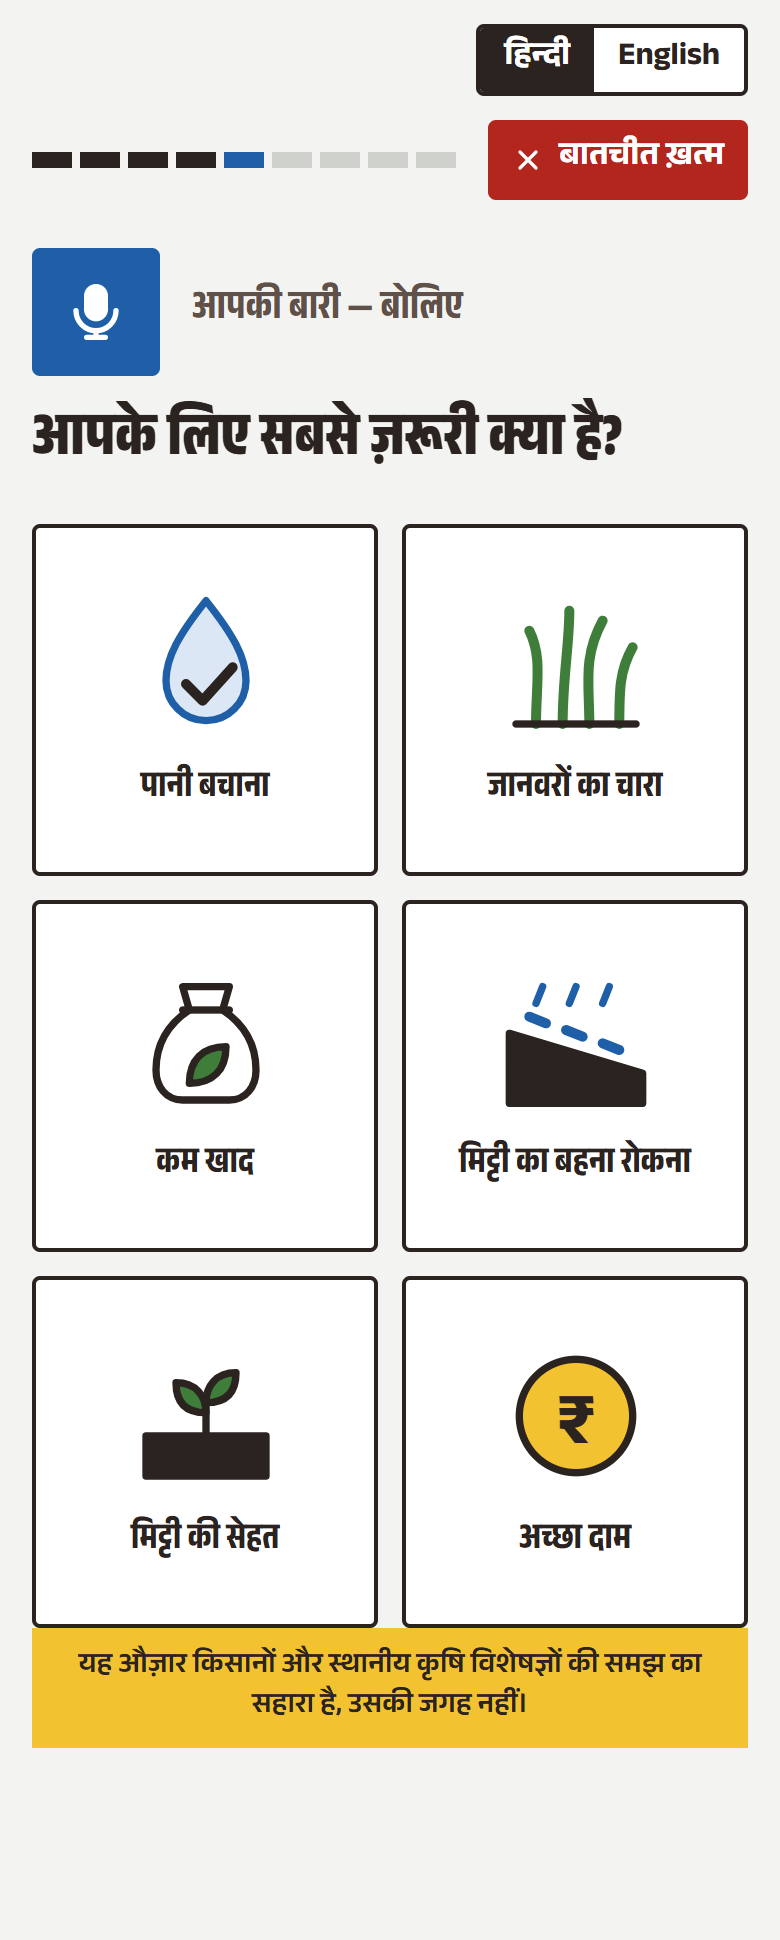 हिन्दी English
× बातचीत ख़त्म
आपकी बारी – बोलिए
आपके लिए सबसे ज़रूरी क्या है?
पानी बचाना
जानवरों का चारा
कम खाद
मिट्टी का बहना रोकना
मिट्टी की सेहत
₹
अच्छा दाम
यह औज़ार किसानों और स्थानीय कृषि विशेषज्ञों की समझ का
सहारा है, उसकी जगह नहीं।